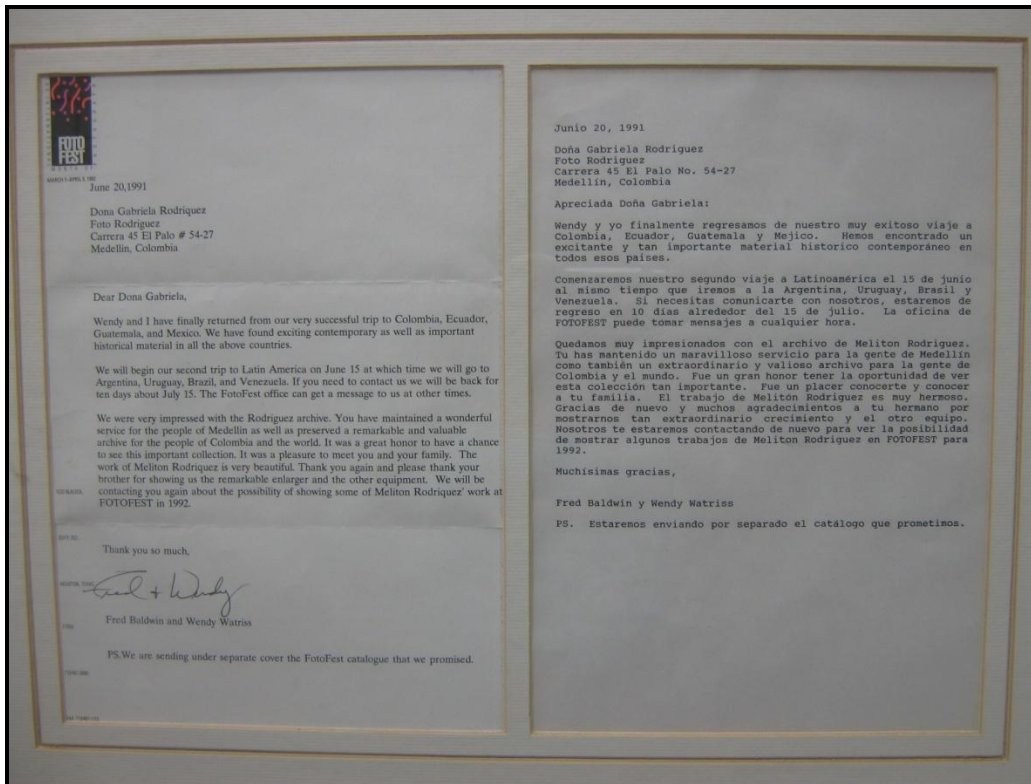 FOTO
FEST
June 20,1991
Dona Gabriela Rodriquez
Foto Rodriguez
Carrera 45 El Palo # 54-27
Medellin, Colombia
Dear Dona Gabriela,
Wendy and I have finally returned from our very successful trip to Colombia, Ecuador,
Guatemala, and Mexico. We have found exciting contemporary as well as important
historical material in all the above countries.
We will begin our second trip to Latin America on June 15 at which time we will go to
Argentina, Uruguay, Brazil, and Venezuela. If you need to contact us we will be back for
ten days about July 15. The FotoFest office can get a message to us at other times.
We were very impressed with the Rodriguez archive. You have maintained a wonderful
service for the people of Medellin as well as preserved a remarkable and valuable
archive for the people of Colombia and the world. It was a great honor to have a chance
to see this important collection. It was a pleasure to meet you and your family. The
work of Meliton Rodriquez is very beautiful. Thank you again and please thank your
brother for showing us the remarkable enlarger and the other equipment. We will be
contacting you again about the possibility of showing some of Meliton Rodriquez' work at
FOTOFEST in 1992.
Thank you so much,
Fred + Wendy
Fred Baldwin and Wendy Watriss
PS.We are sending under separate cover the FotoFest catalogue that we promised.
Junio 20, 1991
Doña Gabriela Rodriguez
Foto Rodriguez
Carrera 45 El Palo No. 54-27
Medellín, Colombia
Apreciada Doña Gabriela:
Wendy y yo finalmente regresamos de nuestro muy exitoso viaje a
Colombia, Ecuador, Guatemala y Mejico. Hemos encontrado un
excitante y tan importante material historico contemporáneo en
todos esos paises.
Comenzaremos nuestro segundo viaje a Latinoamérica el 15 de junio
al mismo tiempo que iremos a la Argentina, Uruguay, Brasil y
Venezuela. Si necesitas comunicarte con nosotros, estaremos de
regreso en 10 días alrededor del 15 de julio. La oficina de
FOTOFEST puede tomar mensajes a cualquier hora.
Quedamos muy impresionados con el archivo de Meliton Rodriguez.
Tu has mantenido un maravilloso servicio para la gente de Medellín
como también un extraordinario y valioso archivo para la gente de
Colombia y el mundo. Fue un gran honor tener la oportunidad de ver
esta colección tan importante. Fue un placer conocerte y conocer
a tu familia. El trabajo de Melitón Rodriguez es muy hermoso.
Gracias de nuevo y muchos agradecimientos a tu hermano por
mostrarnos tan extraordinario crecimiento y el otro equipo.
Nosotros te estaremos contactando de nuevo para ver la posibilidad
de mostrar algunos trabajos de Meliton Rodriguez en FOTOFEST para
1992.
Muchísimas gracias,
Fred Baldwin y Wendy Watriss
PS. Estaremos enviando por separado el catálogo que prometimos.